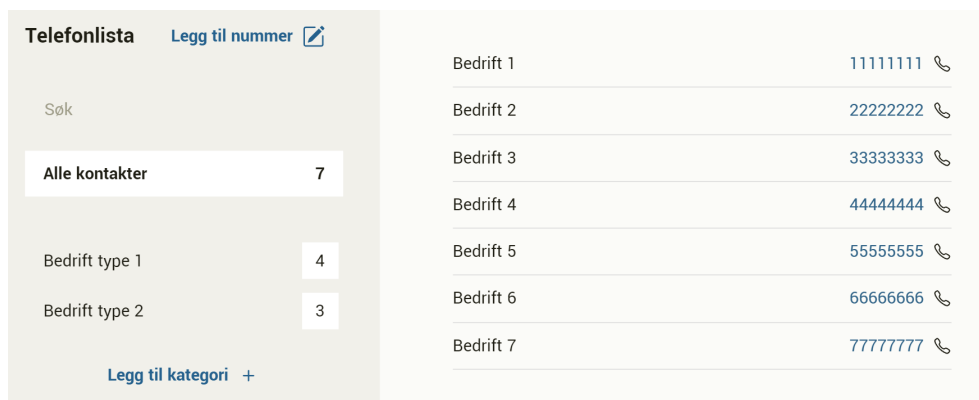 Telefonlista Legg til nummer
Søk
Alle kontakter 7
Bedrift type 1 4
Bedrift type 2 3
Legg til kategori +
Bedrift 1 11111111
Bedrift 2 22222222
Bedrift 3 33333333
Bedrift 4 44444444
Bedrift 5 55555555
Bedrift 6 66666666
Bedrift 7 77777777